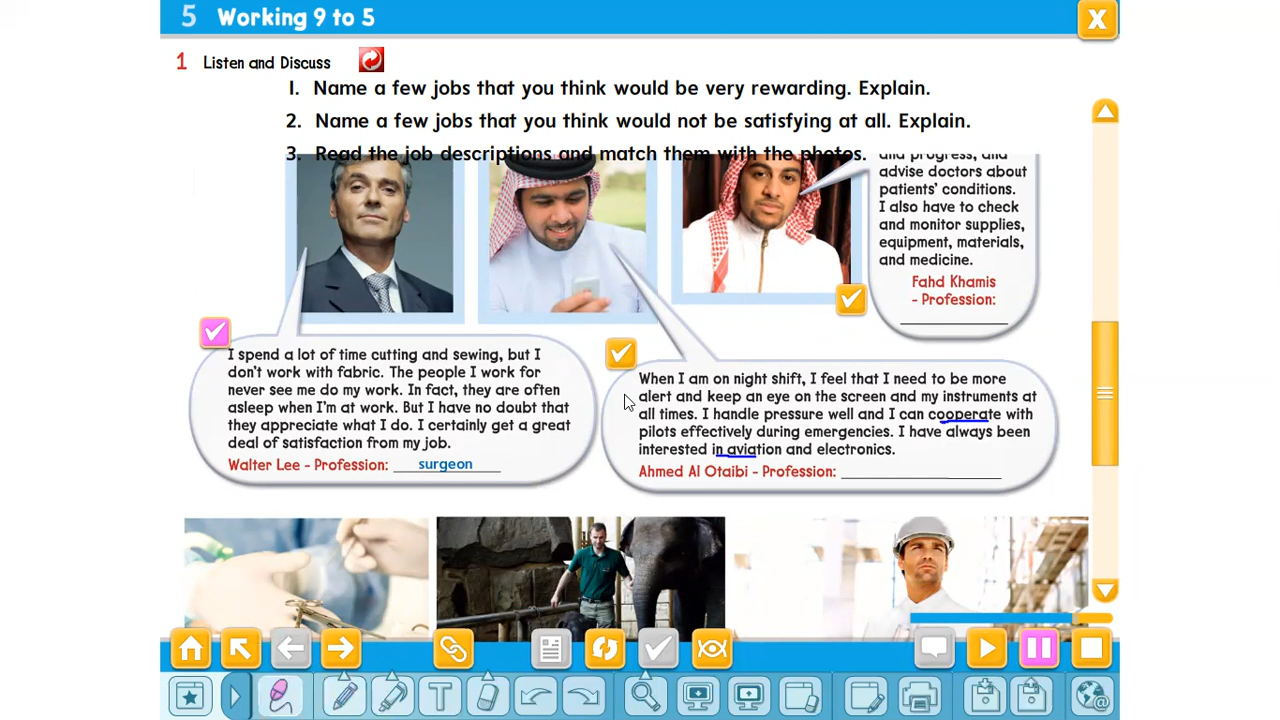 5 Working 9 to 5
X
1 Listen and Discuss
1. Name a few jobs that you think would be very rewarding. Explain.
2. Name a few jobs that you think would not be satisfying at all. Explain.
3. Read the job descriptions and match them with the photos.
and progress, and
advise doctors about
patients' conditions.
I also have to check
and monitor supplies,
equipment, materials,
and medicine.
Fahd Khamis
- Profession:
I spend a lot of time cutting and sewing, but I
don't work with fabric. The people I work for
never see me do my work. In fact, they are often
asleep when I'm at work. But I have no doubt that
they appreciate what I do. I certainly get a great
deal of satisfaction from my job.
Walter Lee - Profession: surgeon
When I am on night shift, I feel that I need to be more
alert and keep an eye on the screen and my instruments at
all times. I handle pressure well and I can cooperate with
pilots effectively during emergencies. I have always been
interested in aviation and electronics.
Ahmed Al Otaibi - Profession:
T